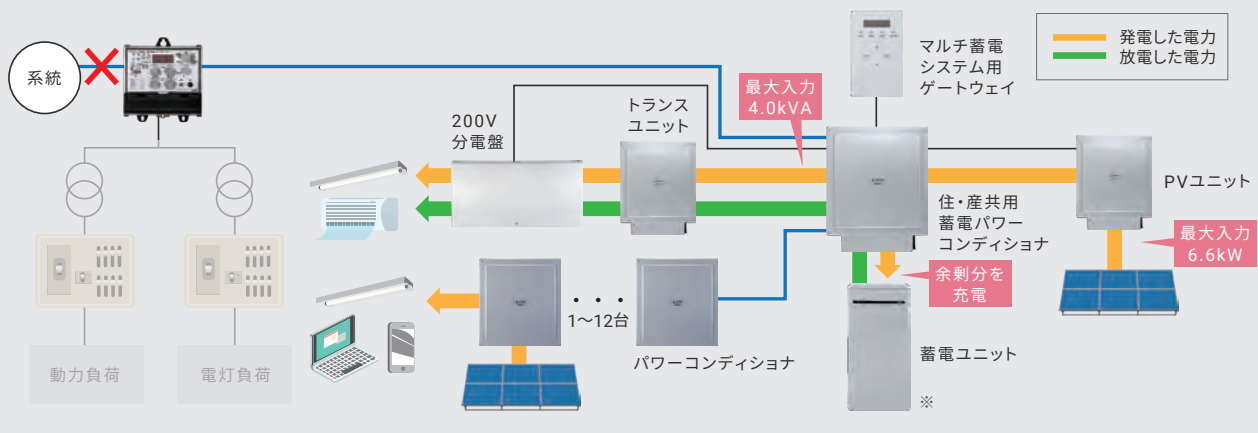 系統
200V
分電盤
トランス
ユニット
最大入力
4.0kVA
マルチ蓄電
システム用
ゲートウェイ
発電した電力
放電した電力
PVユニット
住・産共用
蓄電パワー
コンディショナ
最大入力
6.6kW
余剰分を
充電
・・・
1〜12台
パワーコンディショナ
蓄電ユニット
※
動力負荷
電灯負荷